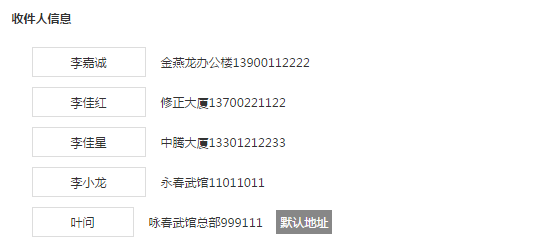 收件人信息
李嘉诚 金燕龙办公楼13900112222
李佳红 修正大厦13700221122
李佳星 中腾大厦13301212233
李小龙 永春武馆11011011
叶问 咏春武馆总部999111 默认地址